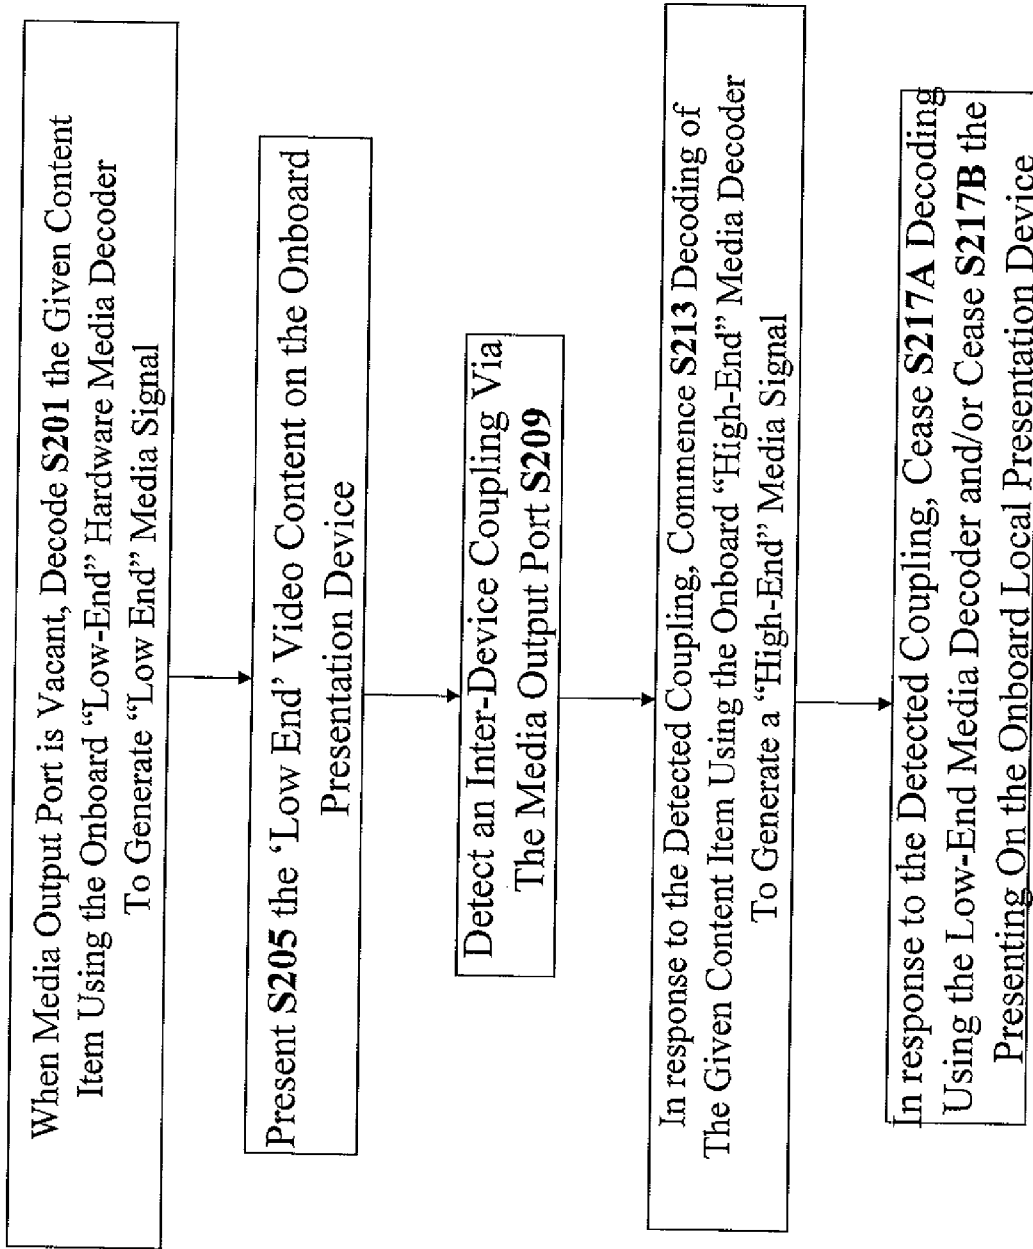 When Media Output Port is Vacant, Decode S201 the Given Content
Item Using the Onboard “Low-End” Hardware Media Decoder
To Generate “Low End” Media Signal
Present S205 the ‘Low End’ Video Content on the Onboard
Presentation Device
Detect an Inter-Device Coupling Via
The Media Output Port S209
In response to the Detected Coupling, Commence S213 Decoding of
The Given Content Item Using the Onboard “High-End” Media Decoder
To Generate a “High-End” Media Signal
In response to the Detected Coupling, Cease S217A Decoding
Using the Low-End Media Decoder and/or Cease S217B the
Presenting On the Onboard Local Presentation Device